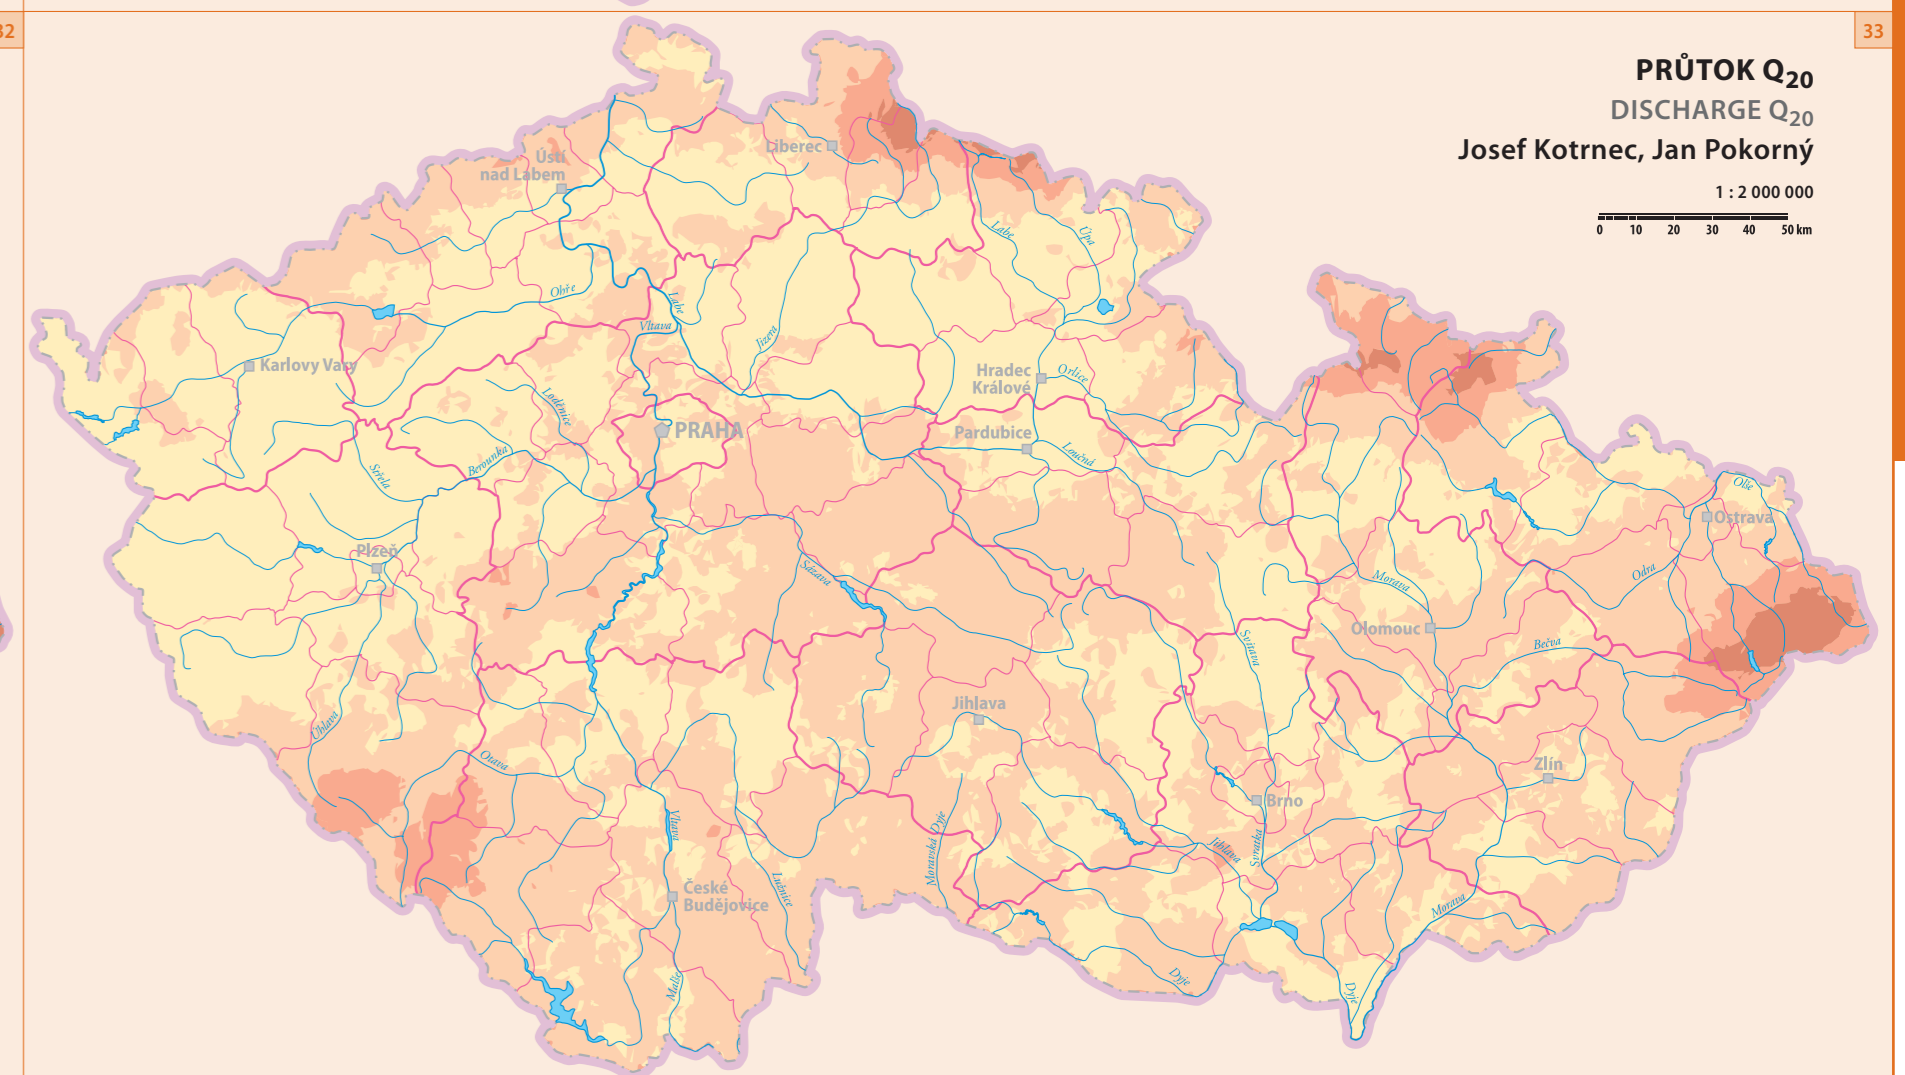 32
33
PRŮTOK Q20
DISCHARGE Q20
Josef Kotrnec, Jan Pokorný
1 : 2 000 000
0 10 20 30 40 50 km
Liberec
Ústí
nad Labem
Labe
Úpa
Ohře
Labe
Vltava
Jizera
Karlovy Vary
Hradec
Králové
Orlice
Loděnice
PRAHA
Pardubice
Loučná
Berounka
Střela
Olše
Ostrava
Plzeň
Sázava
Morava
Odra
Olomouc
Svitava
Bečva
Jihlava
Úhlava
Otava
Zlín
Brno
Vltava
Moravská Dyje
Jihlava
Svratka
České
Budějovice
Lužnice
Morava
Malše
Dyje
Dyje